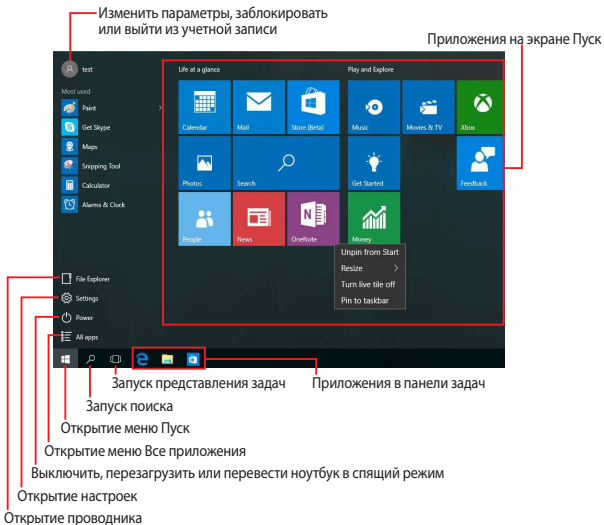 Изменить параметры, заблокировать
или выйти из учетной записи
Приложения на экране Пуск
test
Life at a glance
Play and Explore
Most used
Paint
Get Skype
Maps
Snipping Tool
Calculator
Alarms & Clock
Calendar
Mail
Store (Beta)
Music
Movies & TV
Xbox
Photos
Search
Get Started
Feedback
People
News
OneNote
Money
Unpin from Start
Resize
Turn live tile off
Pin to taskbar
File Explorer
Settings
Power
All apps
Запуск представления задач
Приложения в панели задач
Запуск поиска
Открытие меню Пуск
Открытие меню Все приложения
Выключить, перезагрузить или перевести ноутбук в спящий режим
Открытие настроек
Открытие проводника